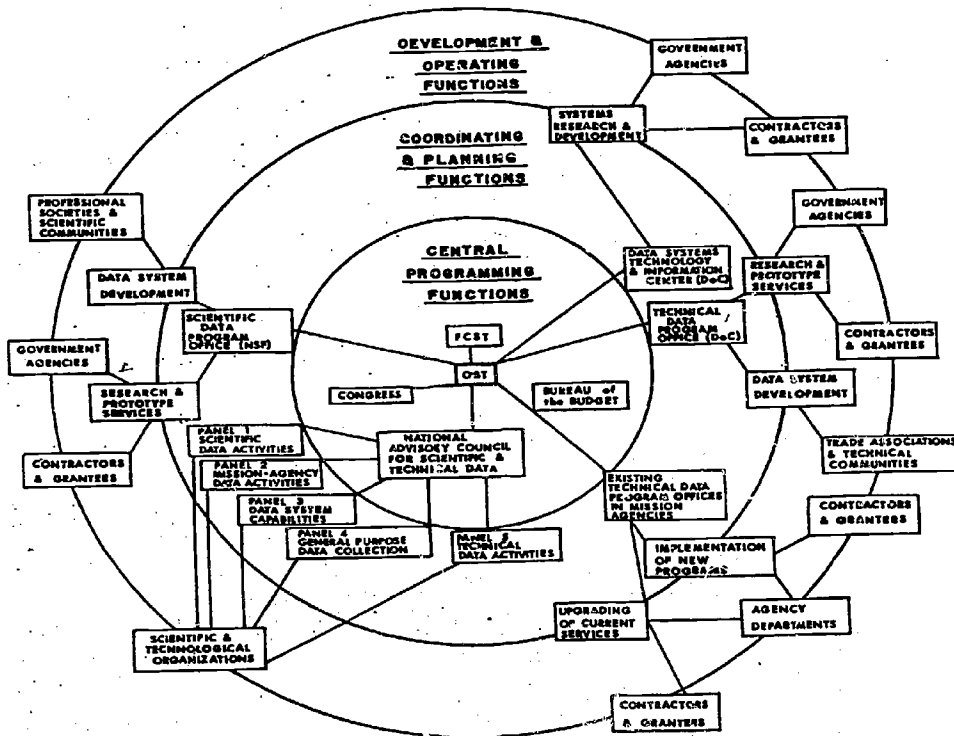 DEVELOPMENT &
OPERATING
FUNCTIONS
GOVERNMENT
AGENCIES
SYSTEMS
RESEARCH &
DEVELOPMENT
CONTRACTORS
& GRANTEES
COORDINATING
& PLANNING
FUNCTIONS
PROFESSIONAL
SOCIETIES &
SCIENTIFIC
COMMUNITIES
GOVERNMENT
AGENCIES
CENTRAL
PROGRAMMING
FUNCTIONS
DATA SYSTEMS
TECHNOLOGY
& INFORMATION
CENTER (DoC)
RESEARCH &
PROTOTYPE
SERVICES
DATA SYSTEM
DEVELOPMENT
SCIENTIFIC
DATA
PROGRAM
OFFICE (NSF)
TECHNICAL
DATA
PROGRAM
OFFICE (DoC)
FCST
OST
CONTRACTORS
& GRANTEES
GOVERNMENT
AGENCIES
RESEARCH &
PROTOTYPE
SERVICES
CONGRESS
BUREAU of
the BUDGET
DATA SYSTEM
DEVELOPMENT
PANEL 1
SCIENTIFIC
DATA ACTIVITIES
NATIONAL
ADVISORY COUNCIL
FOR SCIENTIFIC &
TECHNICAL DATA
TRADE ASSOCIATIONS
& TECHNICAL
COMMUNITIES
CONTRACTORS
& GRANTEES
PANEL 2
MISSION-AGENCY
DATA ACTIVITIES
EXISTING
TECHNICAL DATA
PROGRAM OFFICES
IN MISSION
AGENCIES
PANEL 3
DATA SYSTEM
CAPABILITIES
CONTRACTORS
& GRANTEES
PANEL 4
GENERAL PURPOSE
DATA COLLECTION
PANEL 5
TECHNICAL
DATA ACTIVITIES
IMPLEMENTATION
OF NEW
PROGRAMS
UPGRADING
OF CURRENT
SERVICES
AGENCY
DEPARTMENTS
SCIENTIFIC &
TECHNOLOGICAL
ORGANIZATIONS
CONTRACTORS
& GRANTERS